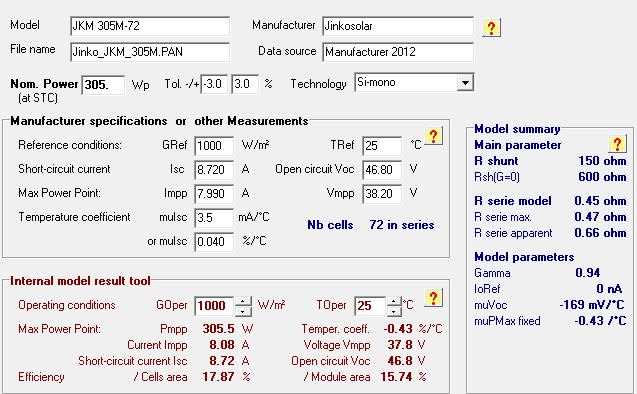 Model JKM 305M-72 Manufacturer Jinkosolar ?
File name Jinko_JKM_305M.PAN Data source Manufacturer 2012
Nom. Power 305. Wp Tol. -/+ -3.0 3.0 % Technology Si-mono
(at STC)
Manufacturer specifications or other Measurements
Reference conditions: GRef 1000 W/m² TRef 25 °C ?
Short-circuit current Isc 8.720 A Open circuit Voc 46.80 V
Max Power Point: Impp 7.990 A Vmpp 38.20 V
Temperature coefficient muIsc 3.5 mA/°C Nb cells 72 in series
or muIsc 0.040 %/°C
Internal model result tool
Operating conditions GOper 1000 W/m² TOper 25 °C ?
Max Power Point: Pmpp 305.5 W Temper. coeff. -0.43 %/°C
Current Impp 8.08 A Voltage Vmpp 37.8 V
Short-circuit current Isc 8.72 A Open circuit Voc 46.8 V
Efficiency / Cells area 17.87 % / Module area 15.74 %
Model summary
Main parameter ?
R shunt 150 ohm
Rsh(G=0) 600 ohm
R serie model 0.45 ohm
R serie max. 0.47 ohm
R serie apparent 0.66 ohm
Model parameters
Gamma 0.94
IoRef 0 nA
muVoc -169 mV/°C
muPMax fixed -0.43 /°C